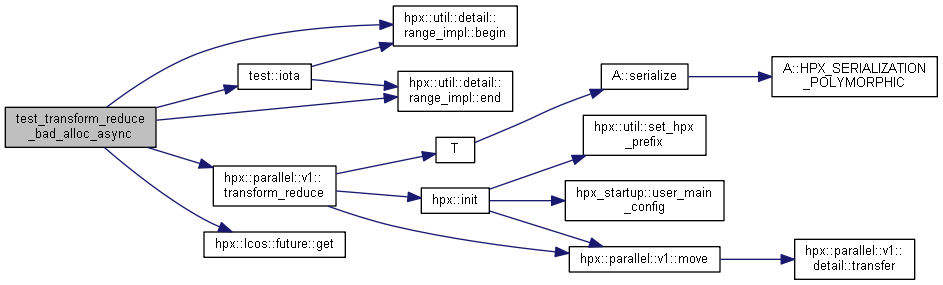 hpx::util::detail::
range_impl::begin
test::iota
A::serialize
A::HPX_SERIALIZATION
_POLYMORPHIC
hpx::util::detail::
range_impl::end
test_transform_reduce
_bad_alloc_async
T
hpx::util::set_hpx
_prefix
hpx::parallel::v1::
transform_reduce
hpx::init
hpx_startup::user_main
_config
hpx::lcos::future::get
hpx::parallel::v1::move
hpx::parallel::v1::
detail::transfer